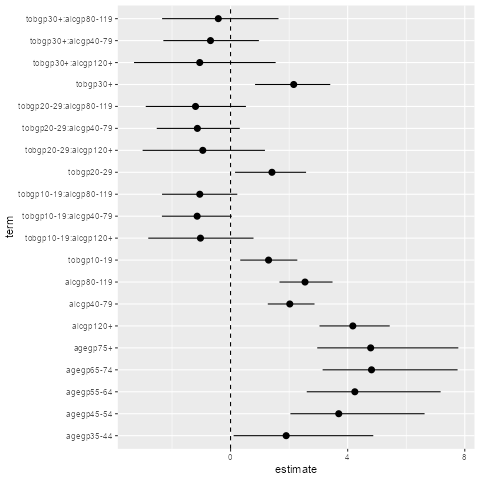 tobgp30+:alcgp80-119
tobgp30+:alcgp40-79
tobgp30+:alcgp120+
tobgp30+
tobgp20-29:alcgp80-119
tobgp20-29:alcgp40-79
tobgp20-29:alcgp120+
tobgp20-29
tobgp10-19:alcgp80-119
tobgp10-19:alcgp40-79
tobgp10-19:alcgp120+
tobgp10-19
alcgp80-119
alcgp40-79
alcgp120+
agegp75+
agegp65-74
agegp55-64
agegp45-54
agegp35-44
term
0 4 8
estimate